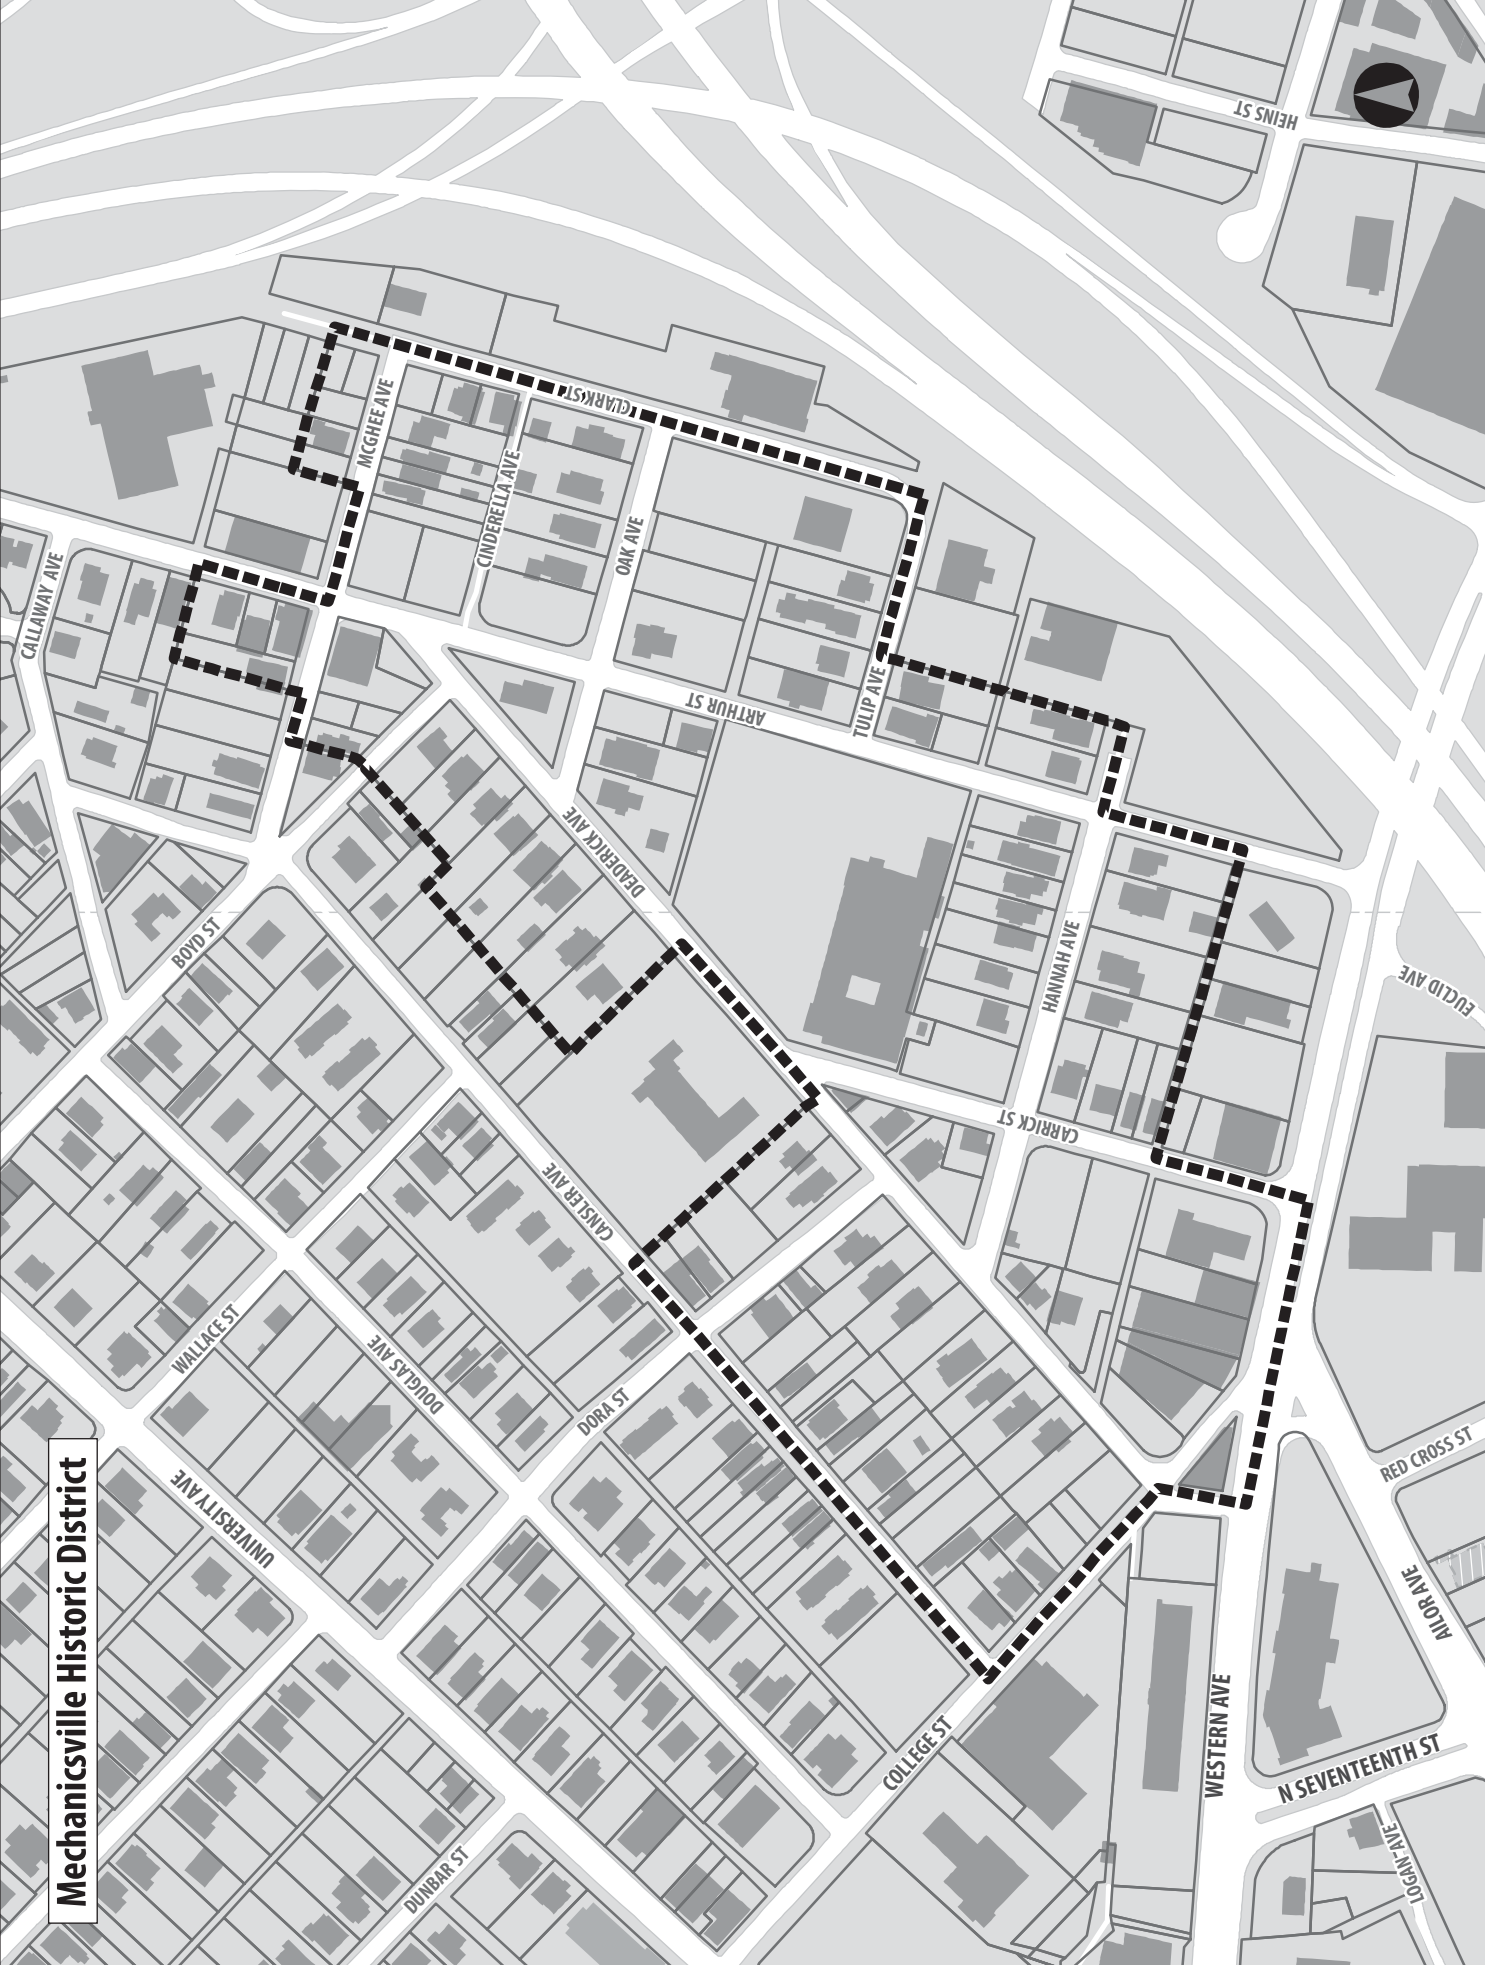 Mechanicsville Historic District
HEINS ST
MCGHEE AVE
CLARK ST
CINDERELLA AVE
OAK AVE
CALLAWAY AVE
ARTHUR ST
TULIP AVE
DEADERICK AVE
BOYD ST
HANNAH AVE
EUCLID AVE
CARRICK ST
CANSLER AVE
WALLACE ST
DOUGLAS AVE
DORA ST
UNIVERSITY AVE
RED CROSS ST
AILOR AVE
COLLEGE ST
WESTERN AVE
N SEVENTEENTH ST
DUNBAR ST
LOGAN AVE